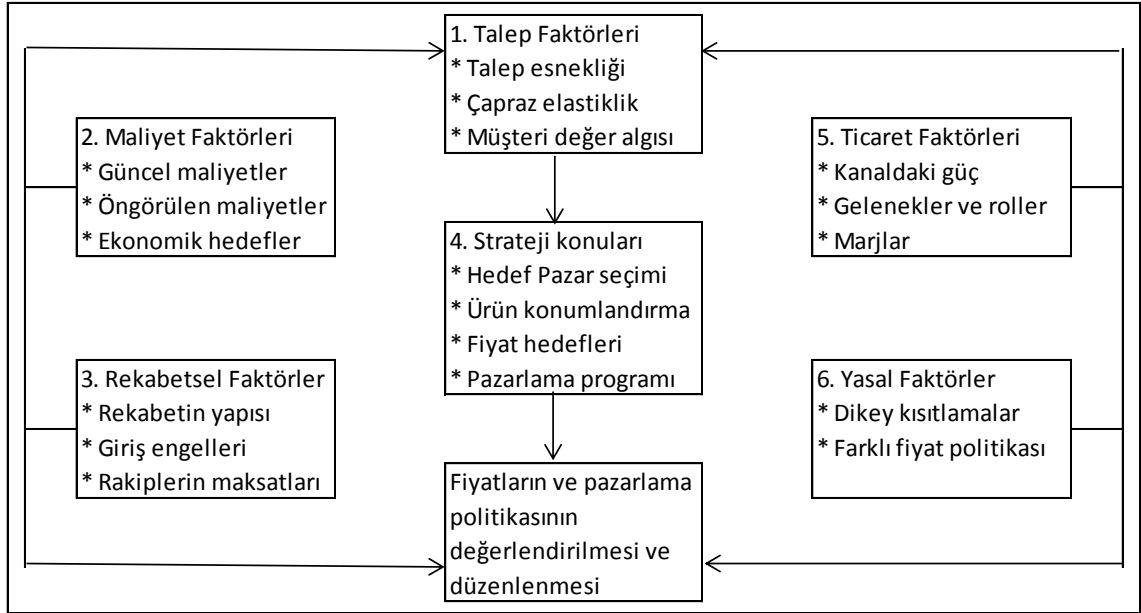 1. Talep Faktörleri
* Talep esnekliği
* Çapraz elastiklik
* Müşteri değer algısı
2. Maliyet Faktörleri
* Güncel maliyetler
* Öngörülen maliyetler
* Ekonomik hedefler
3. Rekabetsel Faktörler
* Rekabetin yapısı
* Giriş engelleri
* Rakiplerin maksatları
4. Strateji konuları
* Hedef Pazar seçimi
* Ürün konumlandırma
* Fiyat hedefleri
* Pazarlama programı
5. Ticaret Faktörleri
* Kanaldaki güç
* Gelenekler ve roller
* Marjlar
6. Yasal Faktörler
* Dikey kısıtlamalar
* Farklı fiyat politikası
Fiyatların ve pazarlama
politikasının
değerlendirilmesi ve
düzenlenmesi